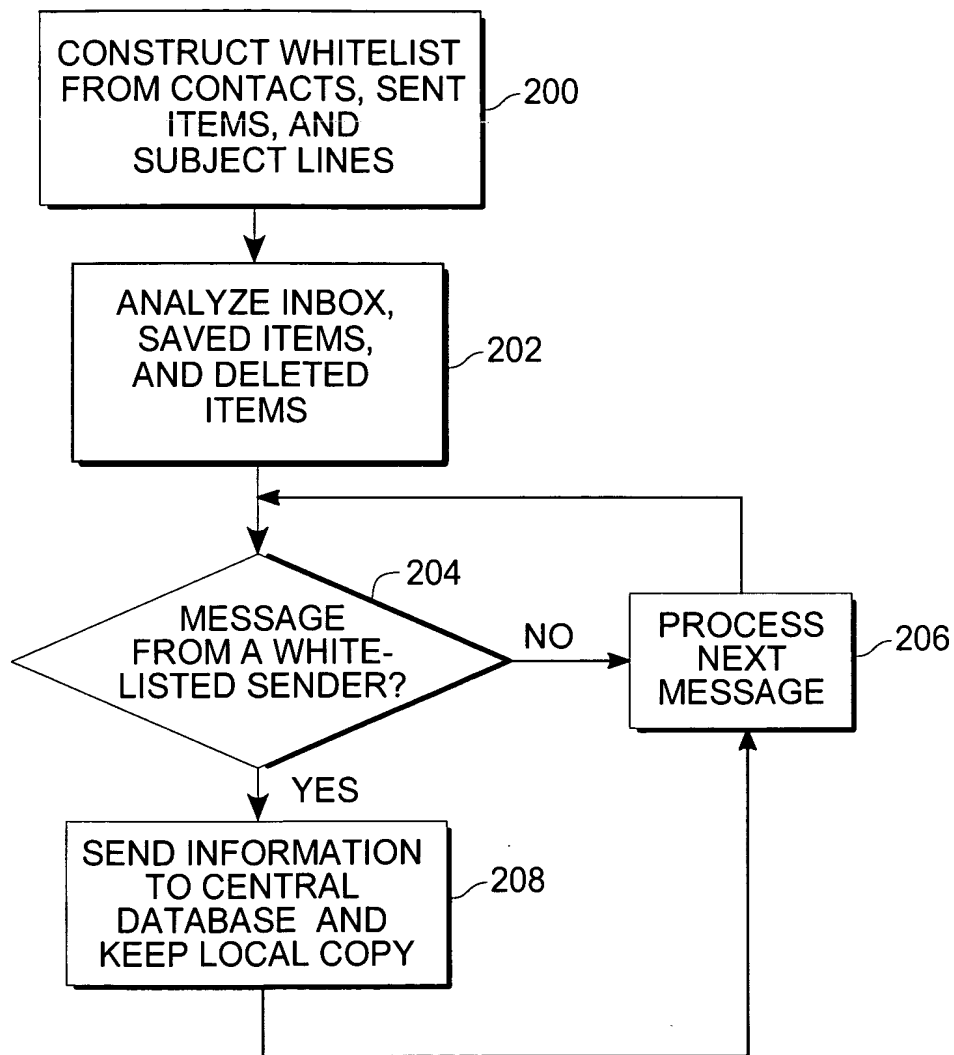 CONSTRUCT WHITELIST
FROM CONTACTS, SENT
ITEMS, AND
SUBJECT LINES
200
ANALYZE INBOX,
SAVED ITEMS,
AND DELETED
ITEMS
202
MESSAGE
FROM A WHITE-
LISTED SENDER?
204
NO
PROCESS
NEXT
MESSAGE
206
YES
SEND INFORMATION
TO CENTRAL
DATABASE AND
KEEP LOCAL COPY
208